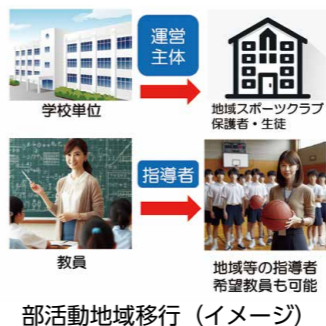 運営
主体
学校単位
地域スポーツクラブ
保護者・生徒
指導者
教員
地域等の指導者
希望教員も可能
部活動地域移行（イメージ）